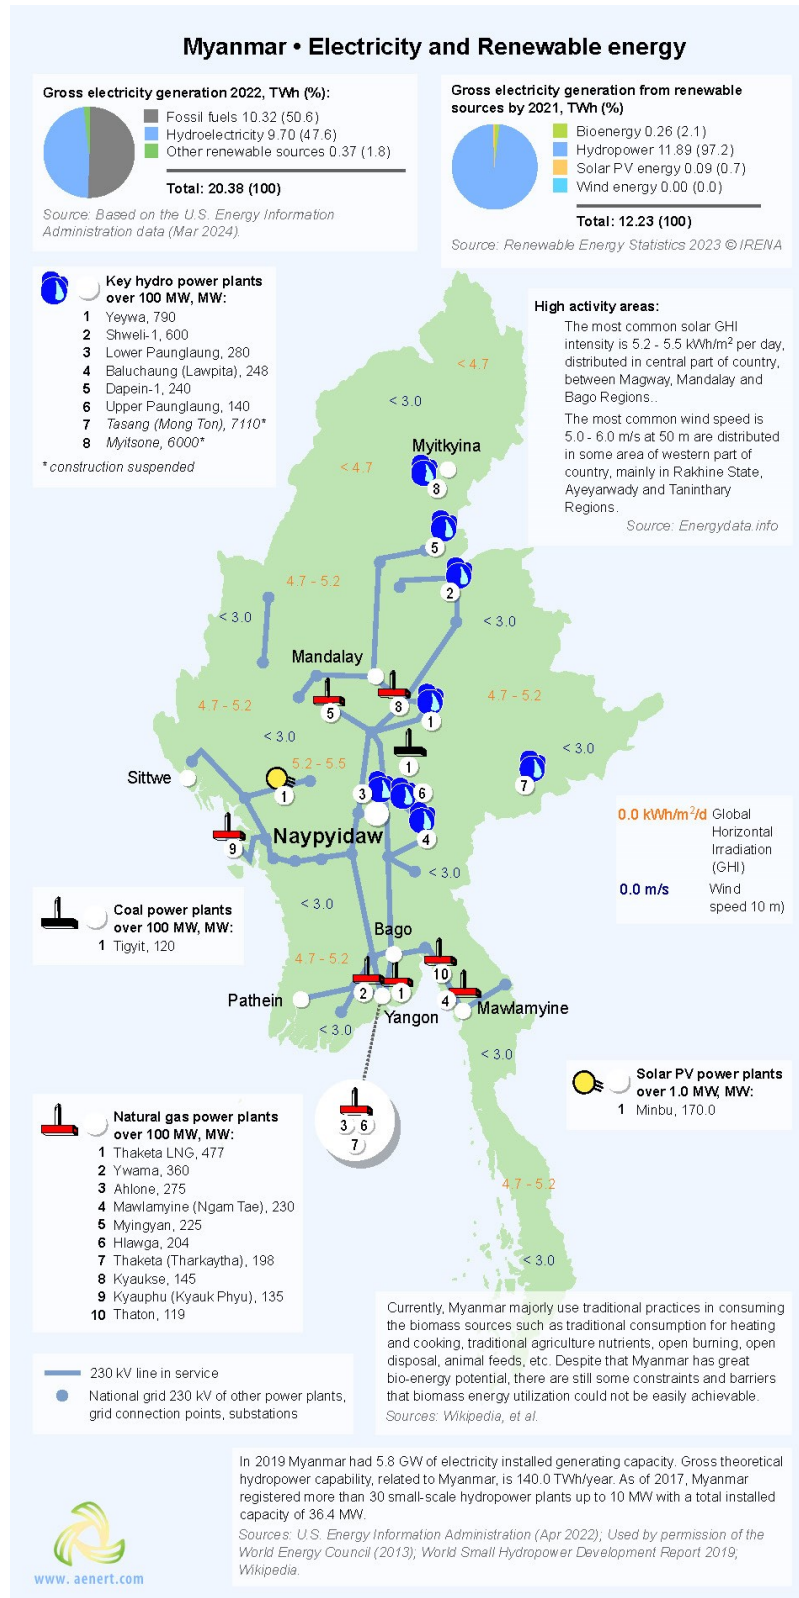 Myanmar • Electricity and Renewable energy
Gross electricity generation 2022, TWh (%):
Fossil fuels 10.32 (50.6)
Hydroelectricity 9.70 (47.6)
Other renewable sources 0.37 (1.8)
Total: 20.38 (100)
Source: Based on the U.S. Energy Information
Administration data (Mar 2024).
Gross electricity generation from renewable
sources by 2021, TWh (%)
Bioenergy 0.26 (2.1)
Hydropower 11.89 (97.2)
Solar PV energy 0.09 (0.7)
Wind energy 0.00 (0.0)
Total: 12.23 (100)
Source: Renewable Energy Statistics 2023 © IRENA
Key hydro power plants
over 100 MW, MW:
1 Yeywa, 790
2 Shweli-1, 600
3 Lower Paunglaung, 280
4 Baluchaung (Lawpita), 248
5 Dapein-1, 240
6 Upper Paunglaung, 140
7 Tasang (Mong Ton), 7110*
8 Myitsone, 6000*
* construction suspended
High activity areas:
The most common solar GHI
intensity is 5.2 - 5.5 kWh/m² per day,
distributed in central part of country,
between Magway, Mandalay and
Bago Regions..
The most common wind speed is
5.0 - 6.0 m/s at 50 m are distributed
in some area of western part of
country, mainly in Rakhine State,
Ayeyarwady and Taninthary
Regions.
Source: Energydata.info
< 4.7
< 3.0
Myitkyina
< 4.7
8
5
4.7 - 5.2
2
< 3.0
< 3.0
Mandalay
4.7 - 5.2
4.7 - 5.2
5
8
1
< 3.0
< 3.0
5.2 - 5.5
1
Sittwe
7
1
3
6
Naypyidaw
4
9
< 3.0
0.0 kWh/m²/d Global
Horizontal
Irradiation
(GHI)
0.0 m/s Wind
speed 10 m)
Coal power plants
over 100 MW, MW:
1 Tigyit, 120
< 3.0
Bago
4.7 - 5.2
10
2
1
4
Pathein
Yangon
Mawlamyine
< 3.0
< 3.0
Solar PV power plants
over 1.0 MW, MW:
1 Minbu, 170.0
3 6
7
Natural gas power plants
over 100 MW, MW:
1 Thaketa LNG, 477
2 Ywama, 360
3 Ahlone, 275
4 Mawlamyine (Ngam Tae), 230
5 Myingyan, 225
6 Hlawga, 204
7 Thaketa (Tharkaytha), 198
8 Kyaukse, 145
9 Kyauphu (Kyauk Phyu), 135
10 Thaton, 119
4.7 - 5.2
< 3.0
Currently, Myanmar majorly use traditional practices in consuming
the biomass sources such as traditional consumption for heating
and cooking, traditional agriculture nutrients, open burning, open
disposal, animal feeds, etc. Despite that Myanmar has great
bio-energy potential, there are still some constraints and barriers
that biomass energy utilization could not be easily achievable.
Sources: Wikipedia, et al.
230 kV line in service
National grid 230 kV of other power plants,
grid connection points, substations
In 2019 Myanmar had 5.8 GW of electricity installed generating capacity. Gross theoretical
hydropower capability, related to Myanmar, is 140.0 TWh/year. As of 2017, Myanmar
registered more than 30 small-scale hydropower plants up to 10 MW with a total installed
capacity of 36.4 MW.
Sources: U.S. Energy Information Administration (Apr 2022); Used by permission of the
World Energy Council (2013); World Small Hydropower Development Report 2019;
Wikipedia.
www. aenert.com